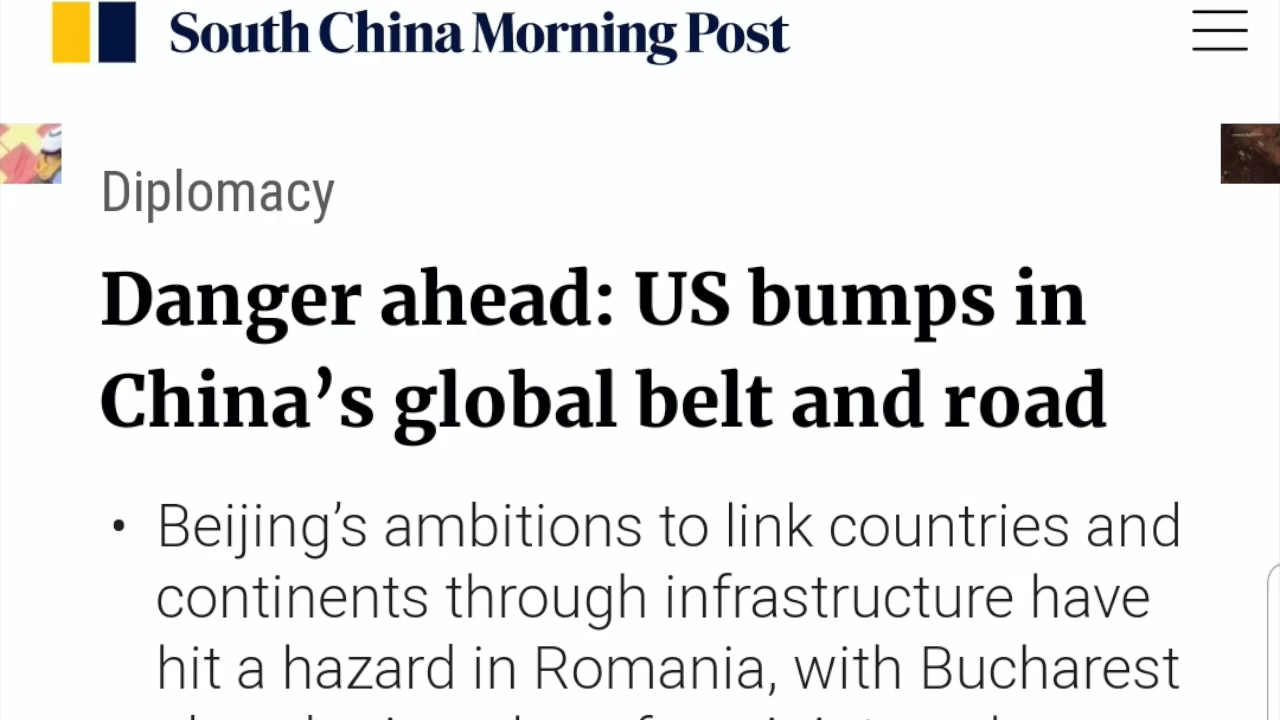 South China Morning Post
Diplomacy
Danger ahead: US bumps in
China’s global belt and road
• Beijing’s ambitions to link countries and
continents through infrastructure have
hit a hazard in Romania, with Bucharest